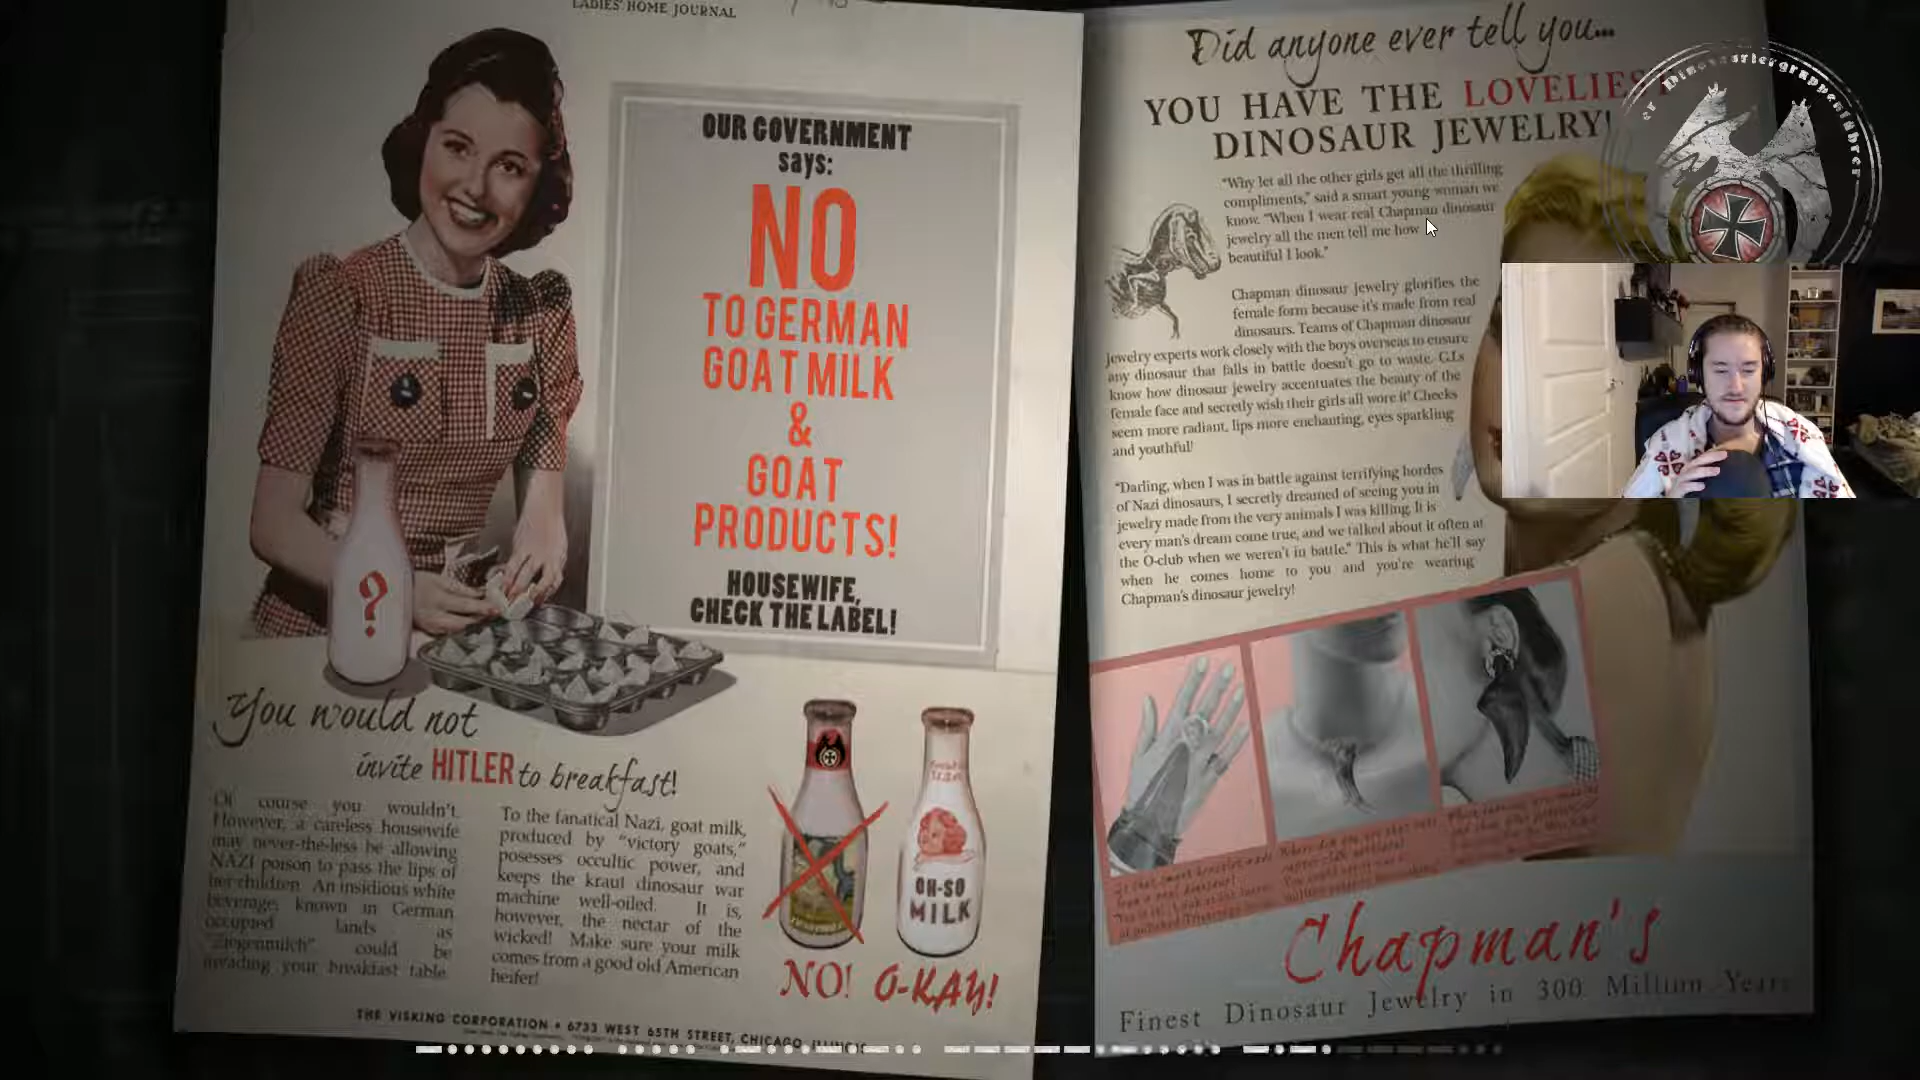 LADIES' HOME JOURNAL
OUR GOVERNMENT
says:
NO
TO GERMAN
GOAT MILK
&
GOAT
PRODUCTS!
HOUSEWIFE,
CHECK THE LABEL!
?
You would not
invite HITLER to breakfast!
Of course you wouldn't.
However, a careless housewife
may never-the-less be allowing
NAZI poison to pass the lips of
her children. An insidious white
beverage, known in German
occupied lands as
"Ziegenmilch" could be
invading your breakfast table.
To the fanatical Nazi, goat milk,
produced by "victory goats,"
posesses occultic power, and
keeps the kraut dinosaur war
machine well-oiled. It is,
however, the nectar of the
wicked! Make sure your milk
comes from a good old American
heifer!
OH-SO
MILK
NO! O-KAY!
THE VISKING CORPORATION • 6733 WEST 65TH STREET, CHICAGO, ILLINOIS
Did anyone ever tell you...
YOU HAVE THE LOVELIEST
DINOSAUR JEWELRY!
"Why let all the other girls get all the thrilling
compliments," said a smart young woman we
know. "When I wear real Chapman dinosaur
jewelry all the men tell me how
beautiful I look."
Chapman dinosaur jewelry glorifies the
female form because it's made from real
dinosaurs. Teams of Chapman dinosaur
jewelry experts work closely with the boys overseas to ensure
any dinosaur that falls in battle doesn't go to waste. G.I.s
know how dinosaur jewelry accentuates the beauty of the
female face and secretly wish their girls all wore it! Cheeks
seem more radiant, lips more enchanting, eyes sparkling
and youthful!
"Darling, when I was in battle against terrifying hordes
of Nazi dinosaurs, I secretly dreamed of seeing you in
jewelry made from the very animals I was killing. It is
every man's dream come true, and we talked about it often at
the O-club when we weren't in battle." This is what he'll say
when he comes home to you and you're wearing
Chapman's dinosaur jewelry!
Chapman's
Finest Dinosaur Jewelry in 300 Million Years